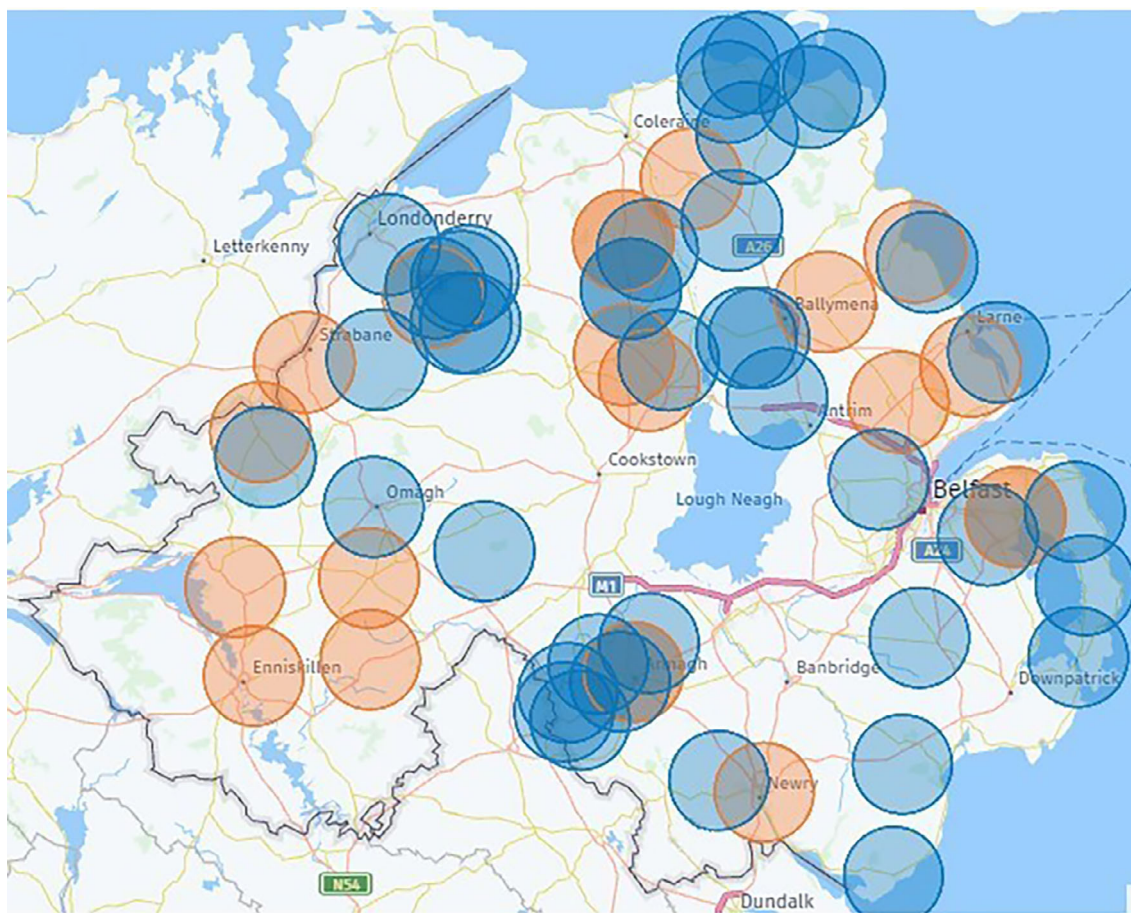 Coleraine
Londonderry
Letterkenny
A26
Ballymena
Larne
Strabane
Antrim
Cookstown
Omagh
Lough Neagh
Belfast
A24
M1
Enniskillen
Armagh
Banbridge
Downpatrick
Newry
N54
Dundalk